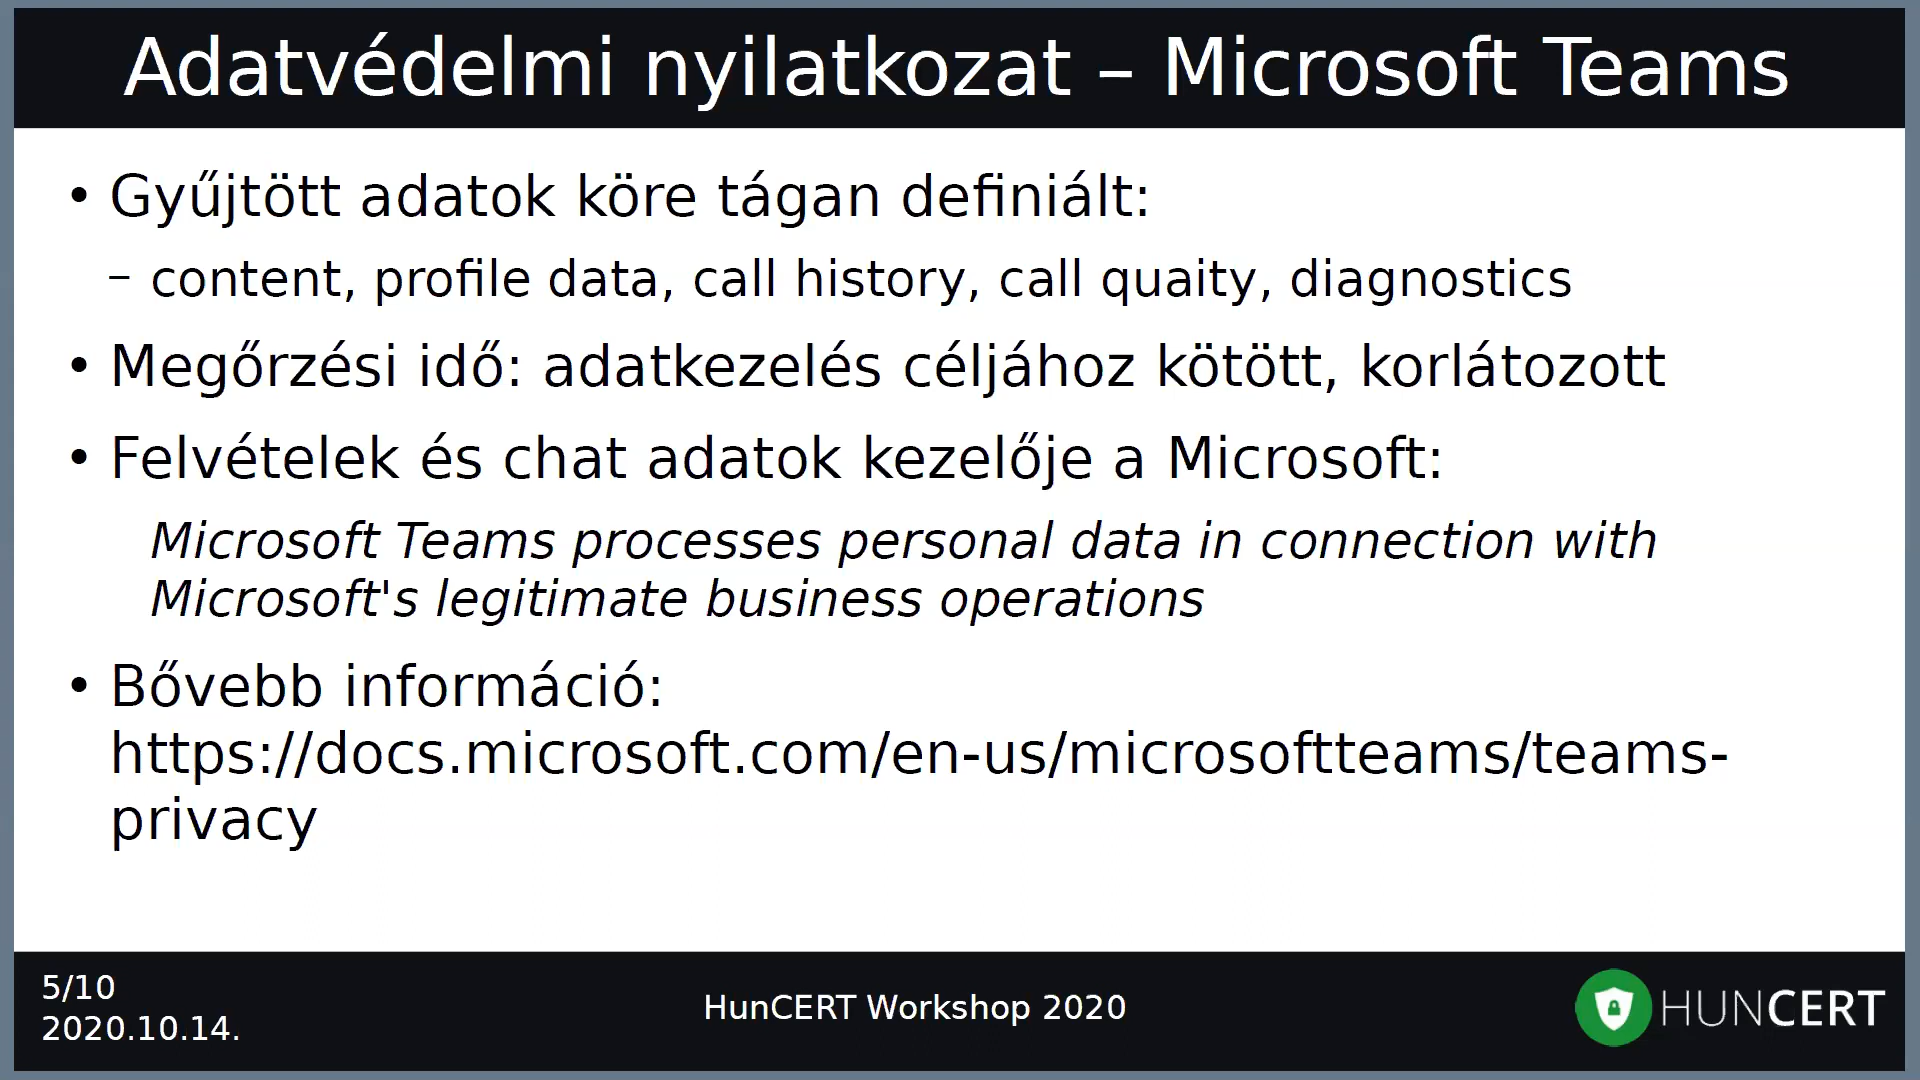 Adatvédelmi nyilatkozat – Microsoft Teams
• Gyűjtött adatok köre tágan definiált:
– content, profile data, call history, call quaity, diagnostics
• Megőrzési idő: adatkezelés céljához kötött, korlátozott
• Felvételek és chat adatok kezelője a Microsoft:
Microsoft Teams processes personal data in connection with
Microsoft's legitimate business operations
• Bővebb információ:
https://docs.microsoft.com/en-us/microsoftteams/teams-
privacy
5/10
2020.10.14.
HunCERT Workshop 2020
HUNCERT